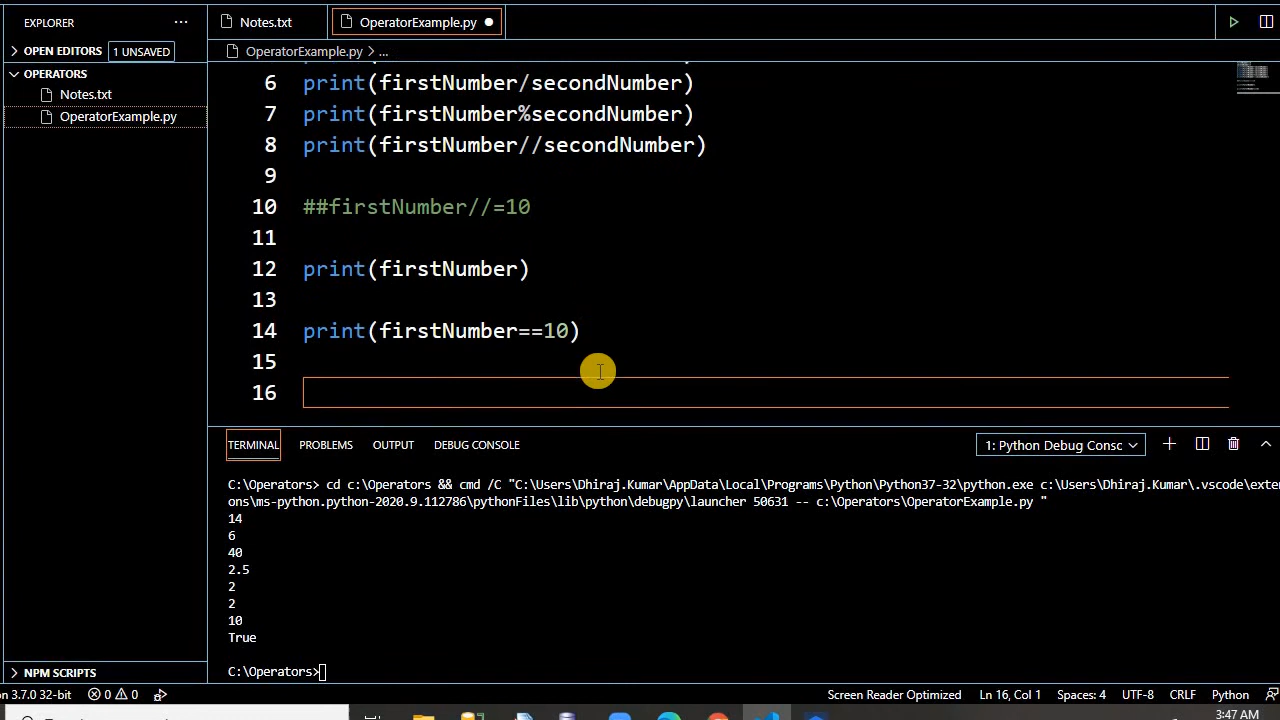 EXPLORER ...
OPEN EDITORS 1 UNSAVED
OPERATORS
Notes.txt
OperatorExample.py
NPM SCRIPTS
Notes.txt OperatorExample.py
OperatorExample.py > ...
6 print(firstNumber/secondNumber)
7 print(firstNumber%secondNumber)
8 print(firstNumber//secondNumber)
9
10 ##firstNumber//=10
11
12 print(firstNumber)
13
14 print(firstNumber==10)
15
16
TERMINAL PROBLEMS OUTPUT DEBUG CONSOLE 1: Python Debug Consc
C:\Operators> cd c:\Operators && cmd /C "C:\Users\Dhiraj.Kumar\AppData\Local\Programs\Python\Python37-32\python.exe c:\Users\Dhiraj.Kumar\.vscode\exte
ons\ms-python.python-2020.9.112786\pythonFiles\lib\python\debugpy\launcher 50631 -- c:\Operators\OperatorExample.py "
14
6
40
2.5
2
2
10
True
C:\Operators>
n 3.7.0 32-bit 0 0 Screen Reader Optimized Ln 16, Col 1 Spaces: 4 UTF-8 CRLF Python
3:47 AM